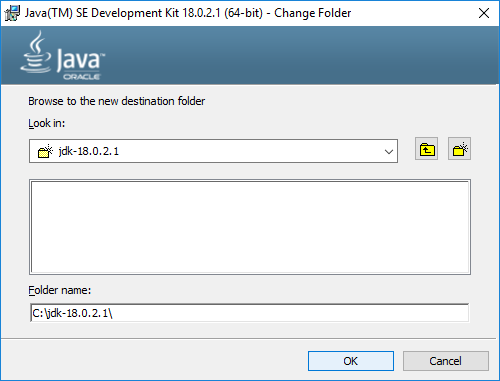 Java(TM) SE Development Kit 18.0.2.1 (64-bit) - Change Folder
Java
ORACLE
Browse to the new destination folder
Look in:
jdk-18.0.2.1
Folder name:
C:\jdk-18.0.2.1\
OK
Cancel